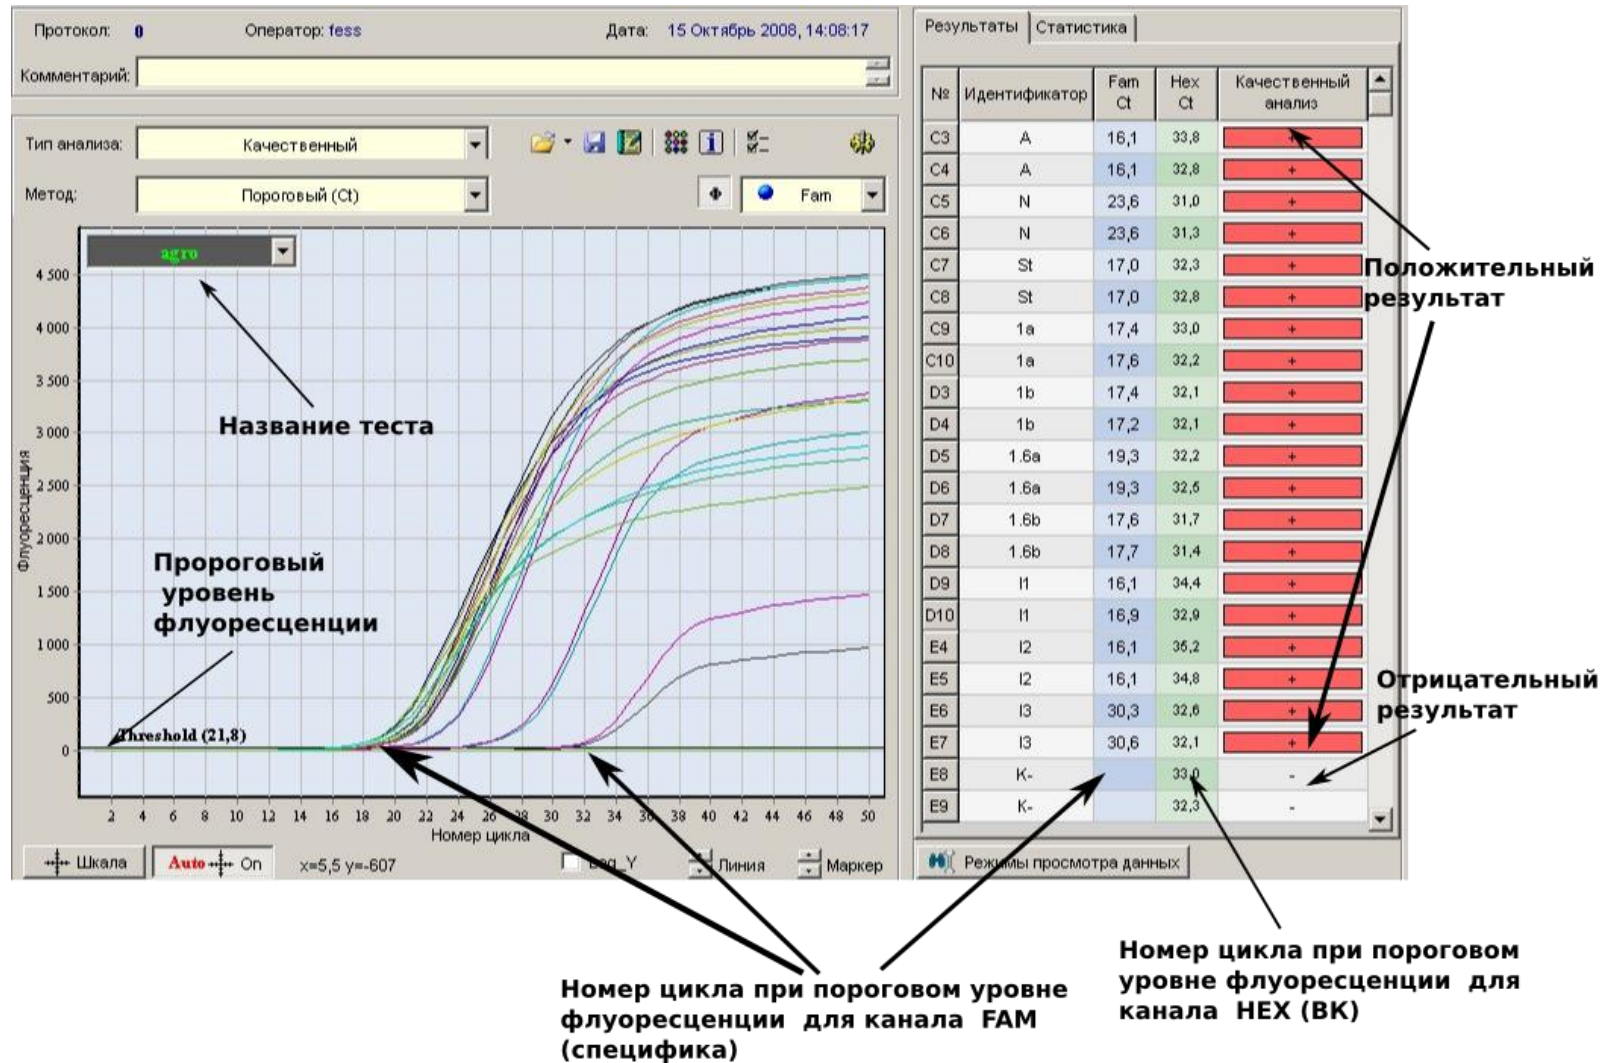 Протокол: 0 Оператор: fess Дата: 15 Октябрь 2008, 14:08:17
Комментарий:
Тип анализа: Качественный
Метод: Пороговый (Ct) Fam
agro
4 500
4 000
3 500
3 000
2 500
2 000
1 500
1 000
500
0
Флуоресценция
Название теста
Пророговый
уровень
флуоресценции
Threshold (21,8)
2 4 6 8 10 12 14 16 18 20 22 24 26 28 30 32 34 36 38 40 42 44 46 48 50
Номер цикла
Шкала Auto On x=5,5 y=-607 Log_Y Линия Маркер
Результаты Статистика
№ Идентификатор Fam Ct Hex Ct Качественный анализ
C3 A 16,1 33,8 +
C4 A 16,1 32,8 +
C5 N 23,6 31,0 +
C6 N 23,6 31,3 +
C7 St 17,0 32,3 +
C8 St 17,0 32,8 +
C9 1a 17,4 33,0 +
C10 1a 17,6 32,2 +
D3 1b 17,4 32,1 +
D4 1b 17,2 32,1 +
D5 1.6a 19,3 32,2 +
D6 1.6a 19,3 32,5 +
D7 1.6b 17,6 31,7 +
D8 1.6b 17,7 31,4 +
D9 I1 16,1 34,4 +
D10 I1 16,9 32,9 +
E4 I2 16,1 35,2 +
E5 I2 16,1 34,8 +
E6 I3 30,3 32,6 +
E7 I3 30,6 32,1 +
E8 K- 33,0 -
E9 K- 32,3 -
Режимы просмотра данных
Положительный
результат
Отрицательный
результат
Номер цикла при пороговом уровне
флуоресценции для канала FAM
(специфика)
Номер цикла при пороговом
уровне флуоресценции для
канала HEX (ВК)